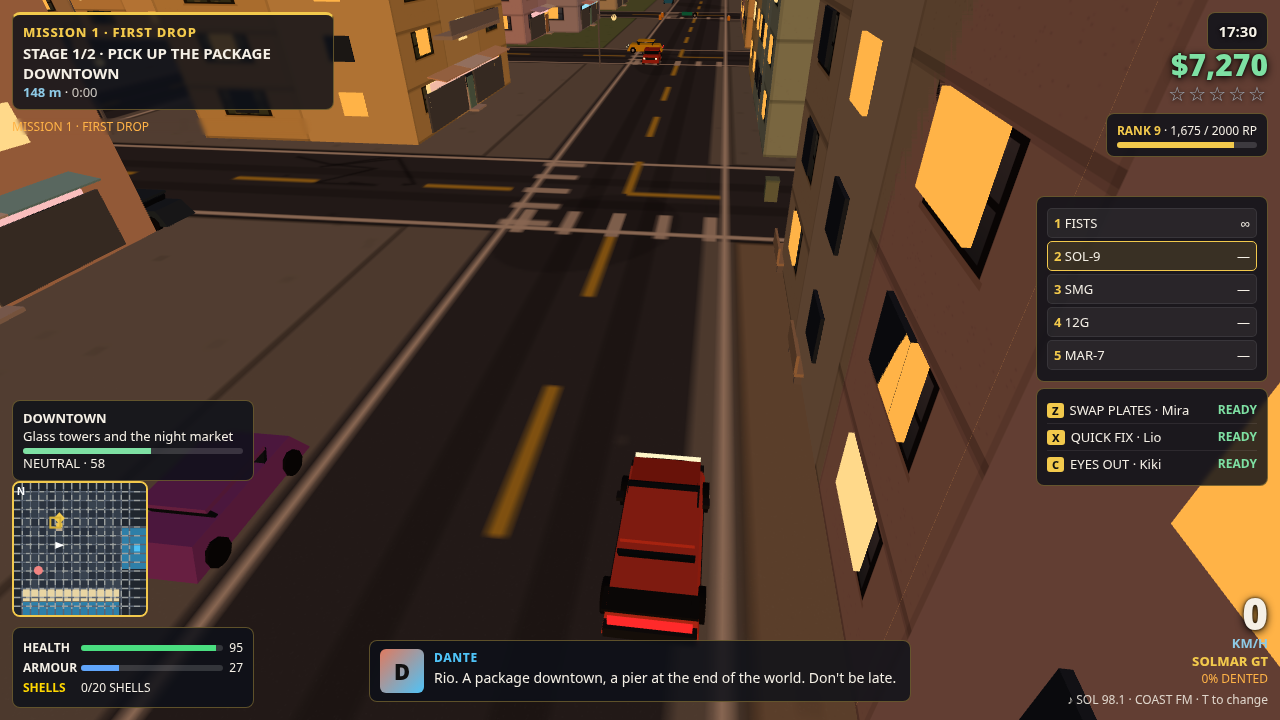 MISSION 1 · FIRST DROP
STAGE 1/2 · PICK UP THE PACKAGE
DOWNTOWN
148 m · 0:00
MISSION 1 · FIRST DROP
17:30
$7,270
☆☆☆☆☆
RANK 9 · 1,675 / 2000 RP
1 FISTS ∞
2 SOL-9 —
3 SMG —
4 12G —
5 MAR-7 —
Z SWAP PLATES · Mira READY
X QUICK FIX · Lio READY
C EYES OUT · Kiki READY
DOWNTOWN
Glass towers and the night market
NEUTRAL · 58
N
HEALTH 95
ARMOUR 27
SHELLS 0/20 SHELLS
D
DANTE
Rio. A package downtown, a pier at the end of the world. Don't be late.
0
KM/H
SOLMAR GT
0% DENTED
♪ SOL 98.1 · COAST FM · T to change